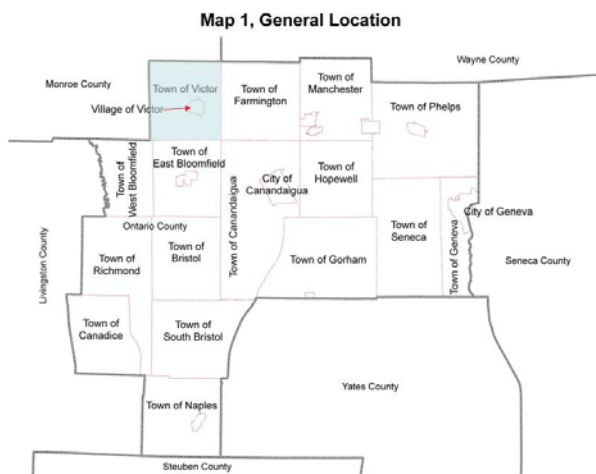 Map 1, General Location
Wayne County
Monroe County
Town of Victor
Town of
Farmington
Town of
Manchester
Village of Victor
Town of Phelps
Town of
West Bloomfield
Town of
East Bloomfield
City of
Canandaigua
Town of
Hopewell
Town of Canandaigua
Ontario County
Town of
Richmond
Town of
Bristol
Town of Gorham
Town of
Seneca
Town of Geneva
City of Geneva
Seneca County
Livingston County
Town of
Canadice
Town of
South Bristol
Yates County
Town of Naples
Steuben County